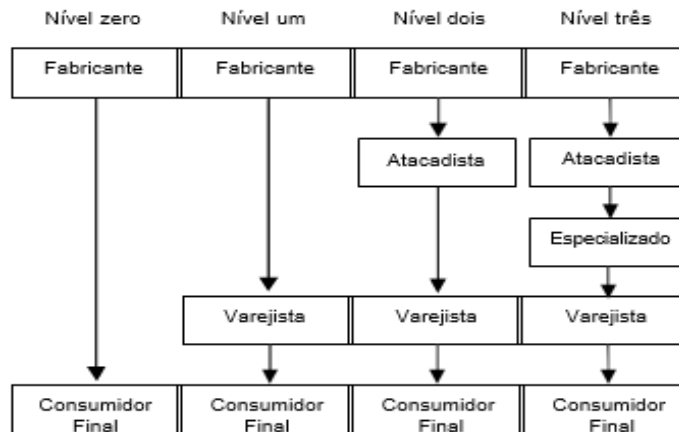 Nível zero Nível um Nível dois Nível três
Fabricante Fabricante Fabricante Fabricante
Atacadista Atacadista
Especializado
Varejista Varejista Varejista
Consumidor Consumidor Consumidor Consumidor
Final Final Final Final